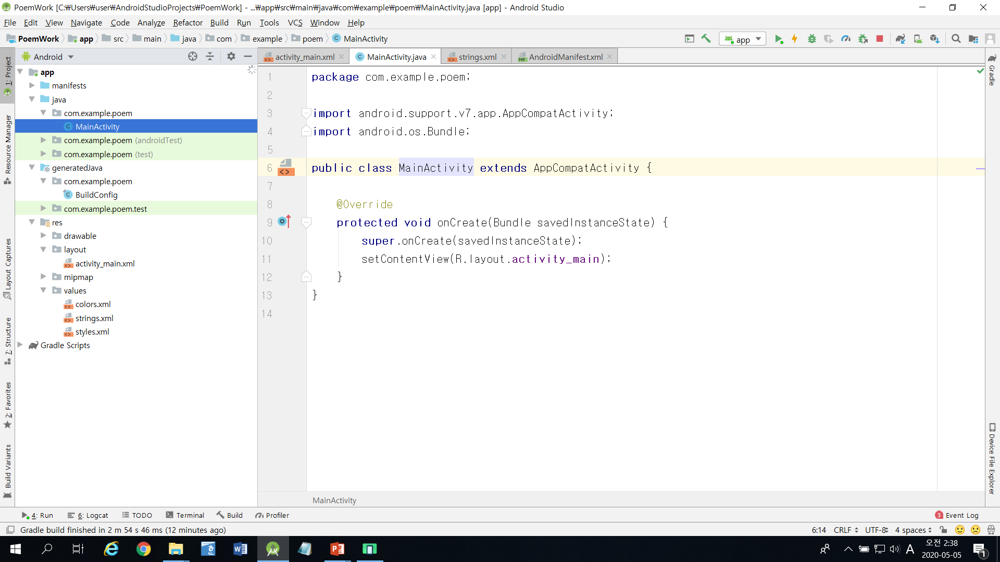 PoemWork [C:₩Users₩user₩AndroidStudioProjects₩PoemWork] - ...₩app₩src₩main₩java₩com₩example₩poem₩MainActivity.java [app] - Android Studio
File Edit View Navigate Code Analyze Refactor Build Run Tools VCS Window Help
PoemWork app src main java com example poem MainActivity
app
Android
activity_main.xml MainActivity.java strings.xml AndroidManifest.xml
1: Project
Resource Manager
Layout Captures
7: Structure
2: Favorites
Build Variants
app
manifests
java
com.example.poem
MainActivity
com.example.poem (androidTest)
com.example.poem (test)
generatedJava
com.example.poem
BuildConfig
com.example.poem.test
res
drawable
layout
activity_main.xml
mipmap
values
colors.xml
strings.xml
styles.xml
Gradle Scripts
1 package com.example.poem;
2
3 import android.support.v7.app.AppCompatActivity;
4 import android.os.Bundle;
5
6 public class MainActivity extends AppCompatActivity {
7
8 @Override
9 protected void onCreate(Bundle savedInstanceState) {
10 super.onCreate(savedInstanceState);
11 setContentView(R.layout.activity_main);
12 }
13 }
14
MainActivity
Gradle
Device File Explorer
4: Run 6: Logcat TODO Terminal Build Profiler
3 Event Log
Gradle build finished in 2 m 54 s 46 ms (12 minutes ago)
6:14 CRLF UTF-8 4 spaces
A
오전 2:38
2020-05-05
1